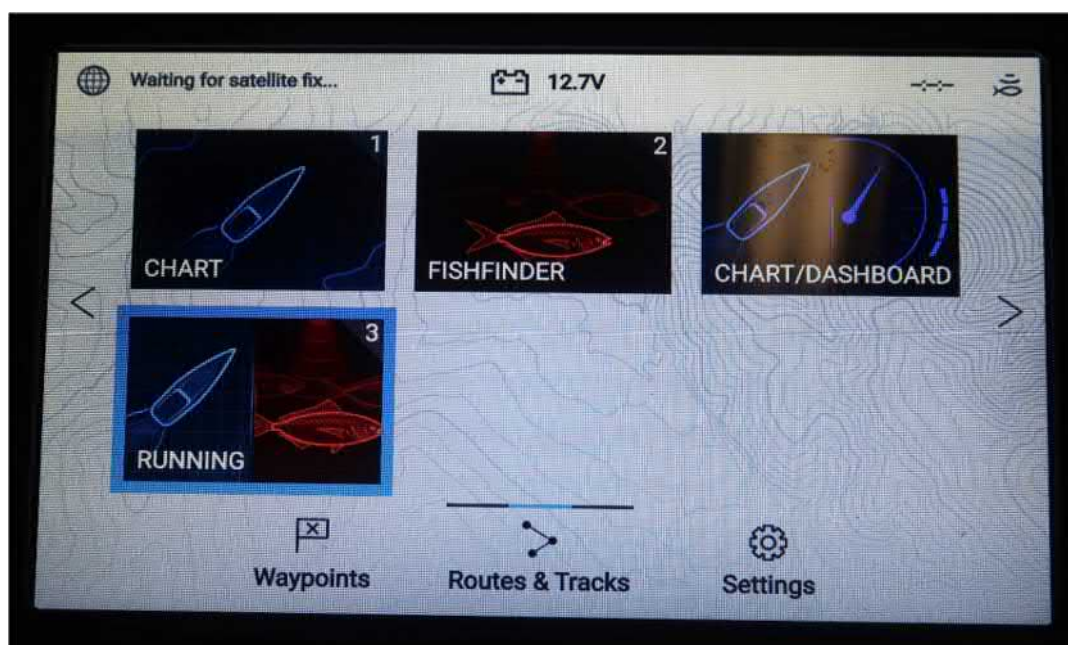 Waiting for satellite fix...
12.7V
--:--
1
CHART
2
FISHFINDER
CHART/DASHBOARD
3
RUNNING
Waypoints
Routes & Tracks
Settings